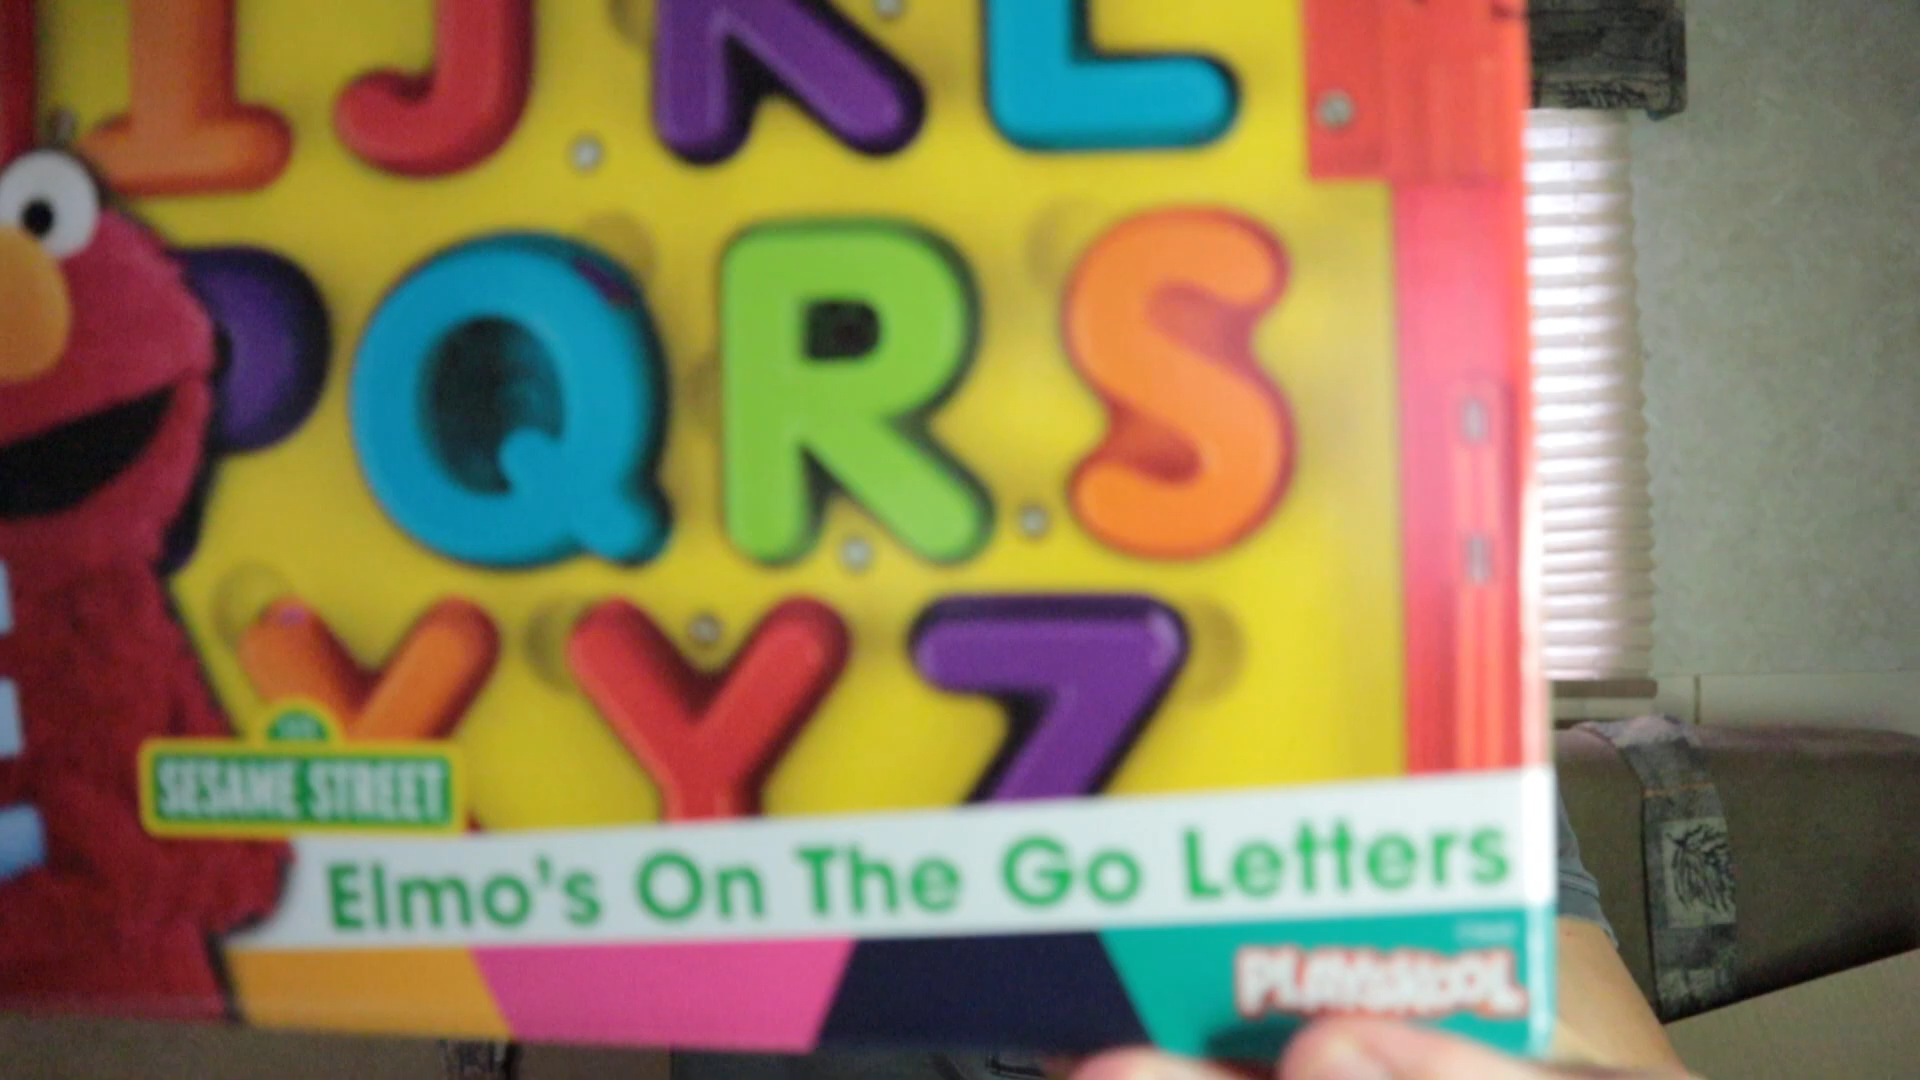 I J K L
P Q R S
X Y Z
SESAME STREET
Elmo's On The Go Letters
PLAYSKOOL